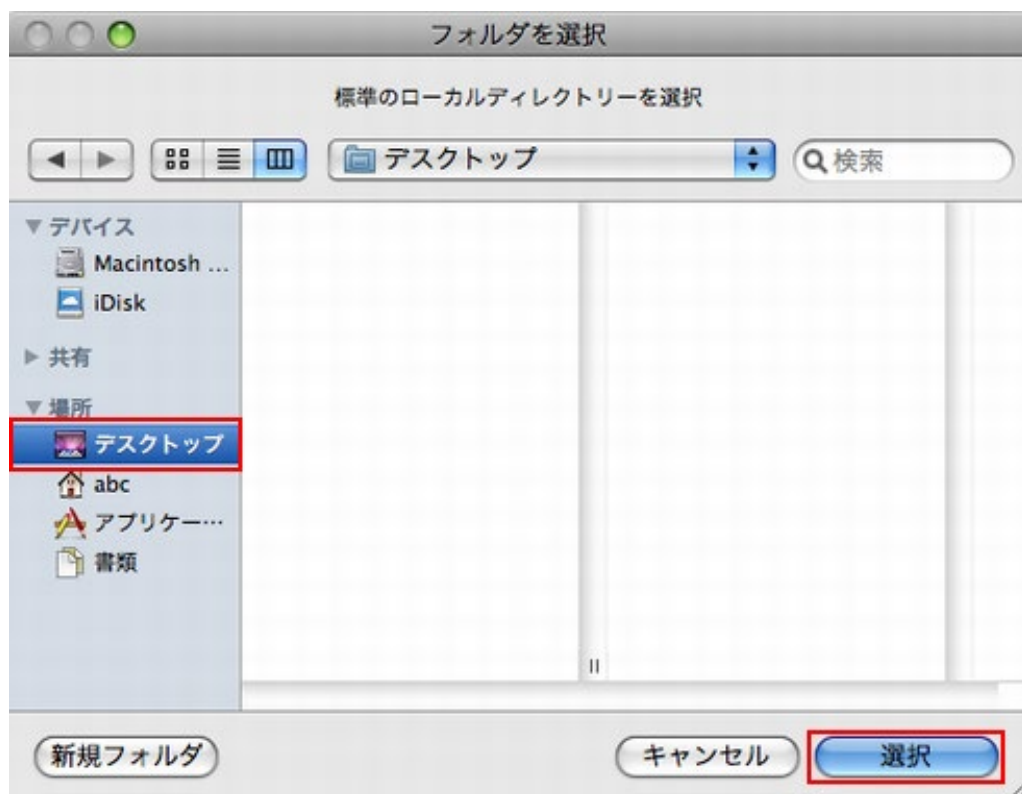 フォルダを選択
標準のローカルディレクトリーを選択
デスクトップ
検索
デバイス
Macintosh ...
iDisk
共有
場所
デスクトップ
abc
アプリケー…
書類
新規フォルダ
キャンセル
選択